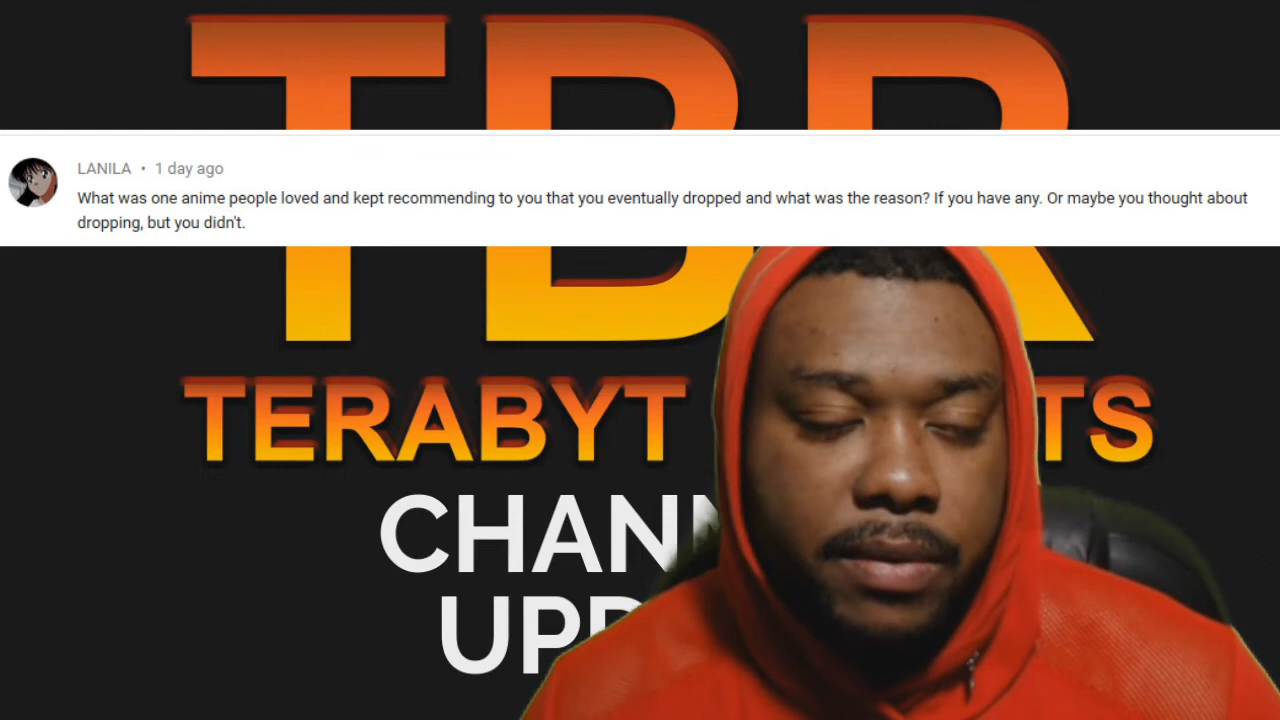 TBR
LANILA • 1 day ago
What was one anime people loved and kept recommending to you that you eventually dropped and what was the reason? If you have any. Or maybe you thought about
dropping, but you didn't.
TERABYT TS
CHAN
UP